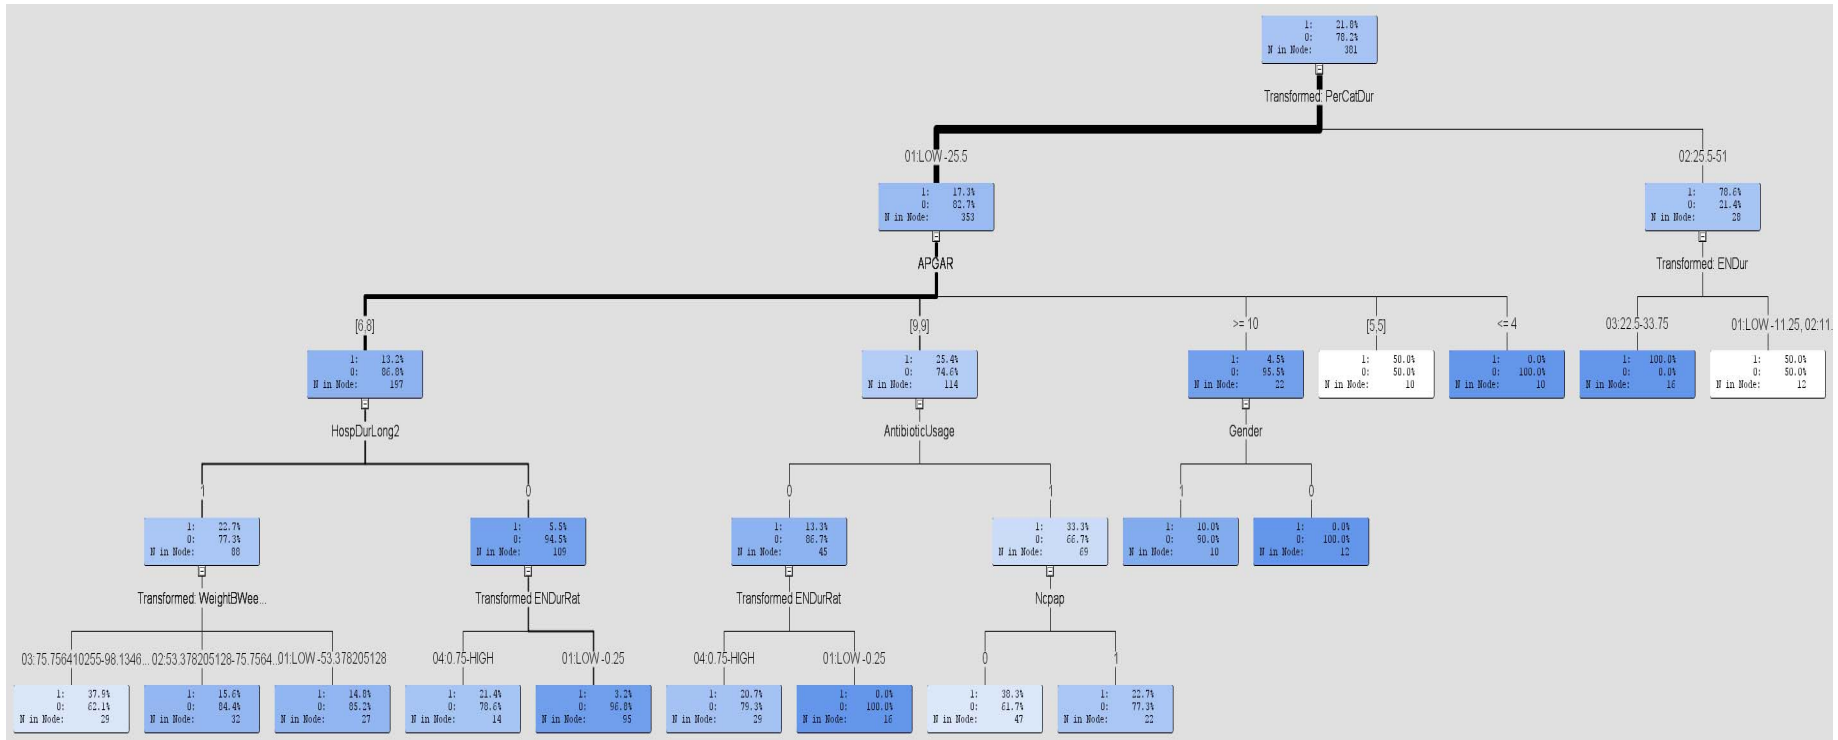 1: 21.8%
0: 78.2%
N in Node: 381
Transformed: PerCatDur
01:LOW -25.5
02:25.5-51
1: 17.3%
0: 82.7%
N in Node: 353
1: 78.6%
0: 21.4%
N in Node: 28
APGAR
Transformed: ENDur
[6,8]
[9,9]
>= 10
[5,5]
<= 4
03:22.5-33.75
01:LOW -11.25, 02:11...
1: 13.2%
0: 86.8%
N in Node: 197
1: 25.4%
0: 74.6%
N in Node: 114
1: 4.5%
0: 95.5%
N in Node: 22
1: 50.0%
0: 50.0%
N in Node: 10
1: 0.0%
0: 100.0%
N in Node: 10
1: 100.0%
0: 0.0%
N in Node: 16
1: 50.0%
0: 50.0%
N in Node: 12
HospDurLong2
AntibioticUsage
Gender
1
0
0
1
1
0
1: 22.7%
0: 77.3%
N in Node: 88
1: 5.5%
0: 94.5%
N in Node: 109
1: 13.3%
0: 86.7%
N in Node: 45
1: 33.3%
0: 66.7%
N in Node: 69
1: 10.0%
0: 90.0%
N in Node: 10
1: 0.0%
0: 100.0%
N in Node: 12
Transformed: WeightBWee...
Transformed ENDurRat
Transformed ENDurRat
Ncpap
03:75.756410255-98.1346...
02:53.378205128-75.7564...
01:LOW -53.378205128
04:0.75-HIGH
01:LOW -0.25
04:0.75-HIGH
01:LOW -0.25
0
1
1: 37.9%
0: 62.1%
N in Node: 29
1: 15.6%
0: 84.4%
N in Node: 32
1: 14.8%
0: 85.2%
N in Node: 27
1: 21.4%
0: 78.6%
N in Node: 14
1: 3.2%
0: 96.8%
N in Node: 95
1: 20.7%
0: 79.3%
N in Node: 29
1: 0.0%
0: 100.0%
N in Node: 16
1: 38.3%
0: 61.7%
N in Node: 47
1: 22.7%
0: 77.3%
N in Node: 22